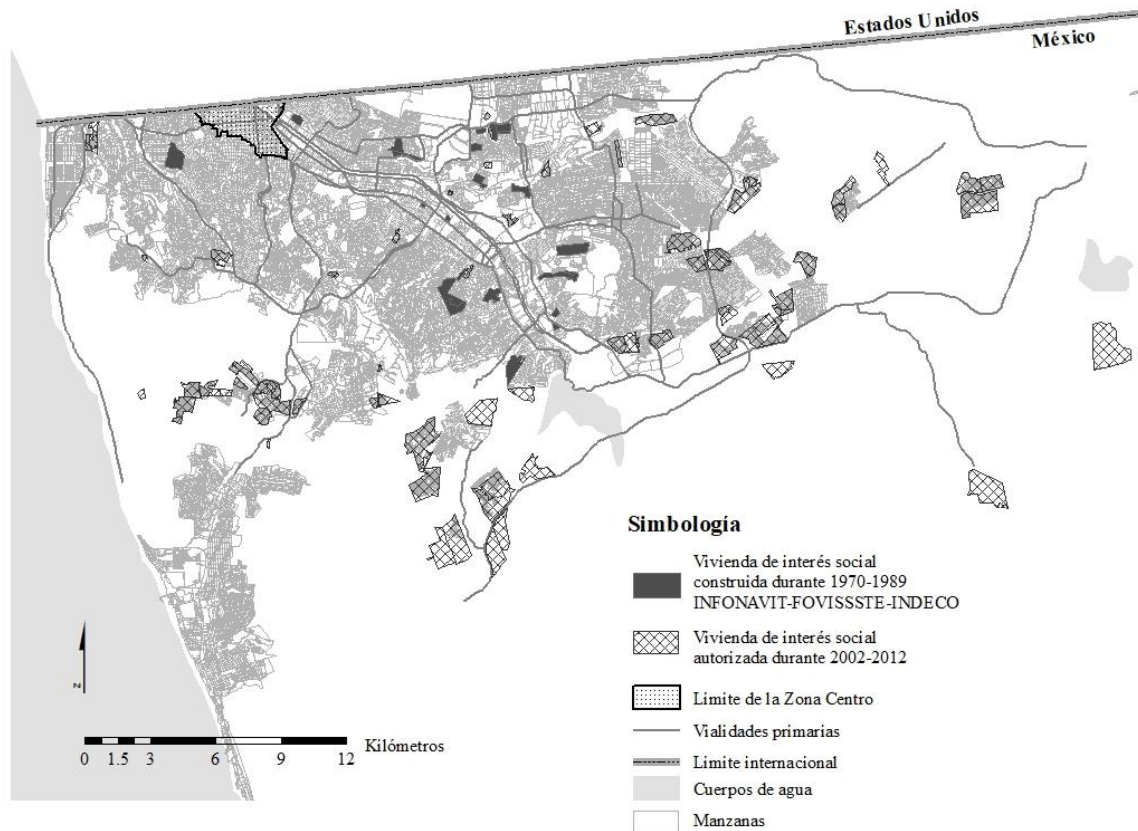 Estados Unidos
México
Simbología
Vivienda de interés social
construida durante 1970-1989
INFONAVIT-FOVISSSTE-INDECO
Vivienda de interés social
autorizada durante 2002-2012
Limite de la Zona Centro
Vialidades primarias
Limite internacional
Cuerpos de agua
Manzanas
N
Kilómetros
0 1.5 3 6 9 12